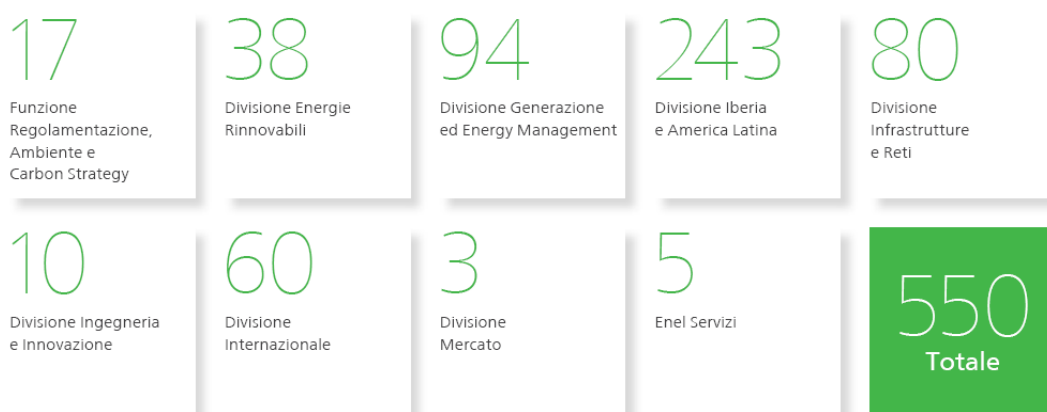 17
Funzione
Regolamentazione,
Ambiente e
Carbon Strategy
38
Divisione Energie
Rinnovabili
94
Divisione Generazione
ed Energy Management
243
Divisione Iberia
e America Latina
80
Divisione
Infrastrutture
e Reti
10
Divisione Ingegneria
e Innovazione
60
Divisione
Internazionale
3
Divisione
Mercato
5
Enel Servizi
550
Totale